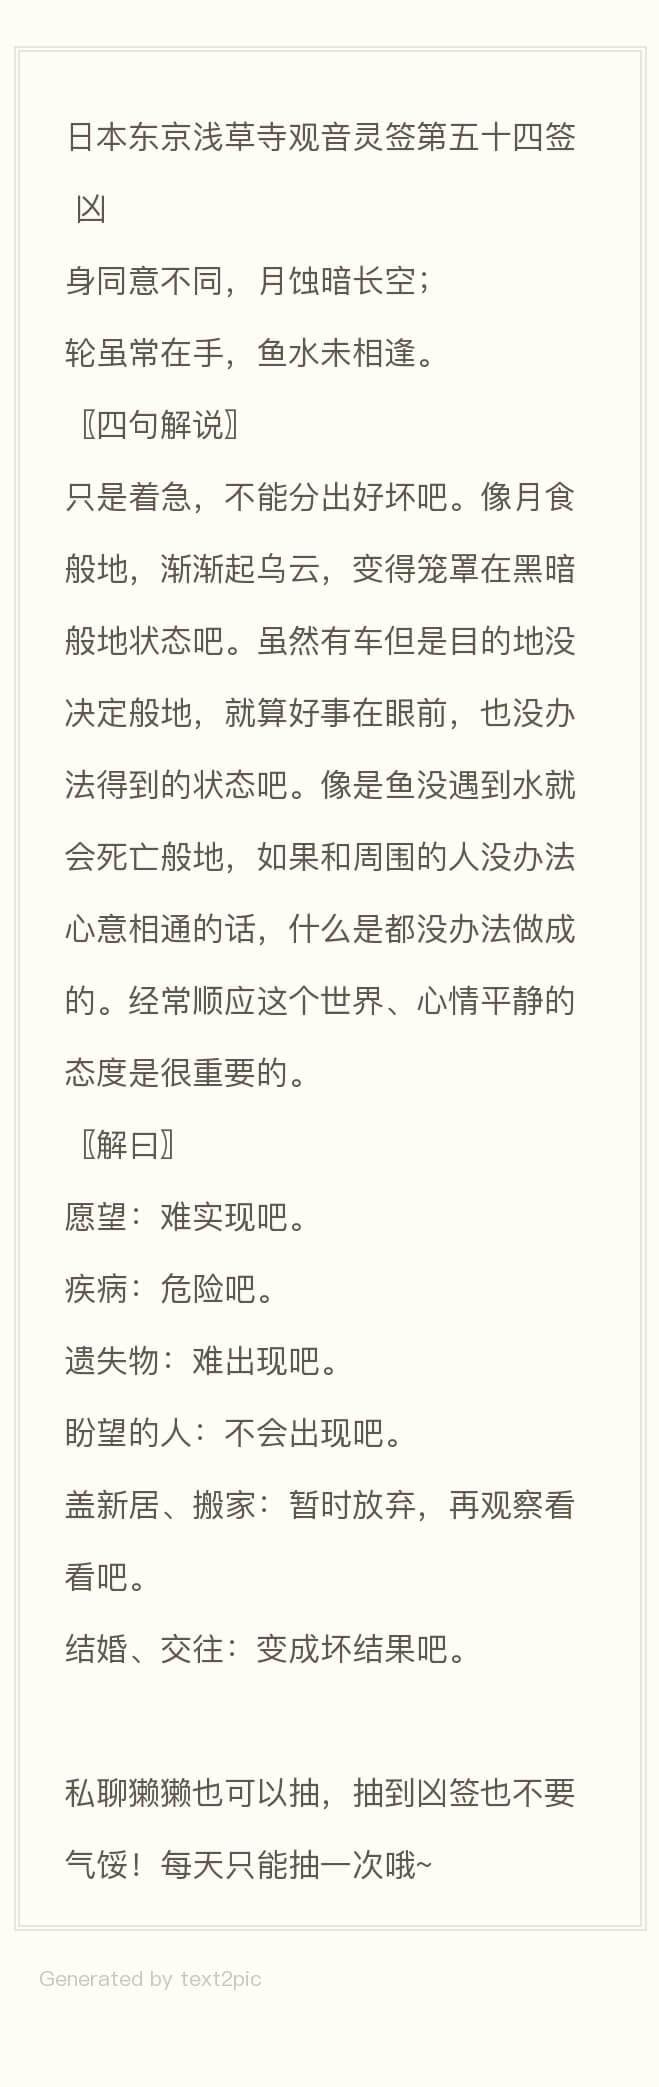 日本东京浅草寺观音灵签第五十四签
凶
身同意不同，月蚀暗长空；
轮虽常在手，鱼水未相逢。
〖四句解说〗
只是着急，不能分出好坏吧。像月食
般地，渐渐起乌云，变得笼罩在黑暗
般地状态吧。虽然有车但是目的地没
决定般地，就算好事在眼前，也没办
法得到的状态吧。像是鱼没遇到水就
会死亡般地，如果和周围的人没办法
心意相通的话，什么是都没办法做成
的。经常顺应这个世界、心情平静的
态度是很重要的。
〖解曰〗
愿望：难实现吧。
疾病：危险吧。
遗失物：难出现吧。
盼望的人：不会出现吧。
盖新居、搬家：暂时放弃，再观察看
看吧。
结婚、交往：变成坏结果吧。
私聊獭獭也可以抽，抽到凶签也不要
气馁！每天只能抽一次哦~
Generated by text2pic